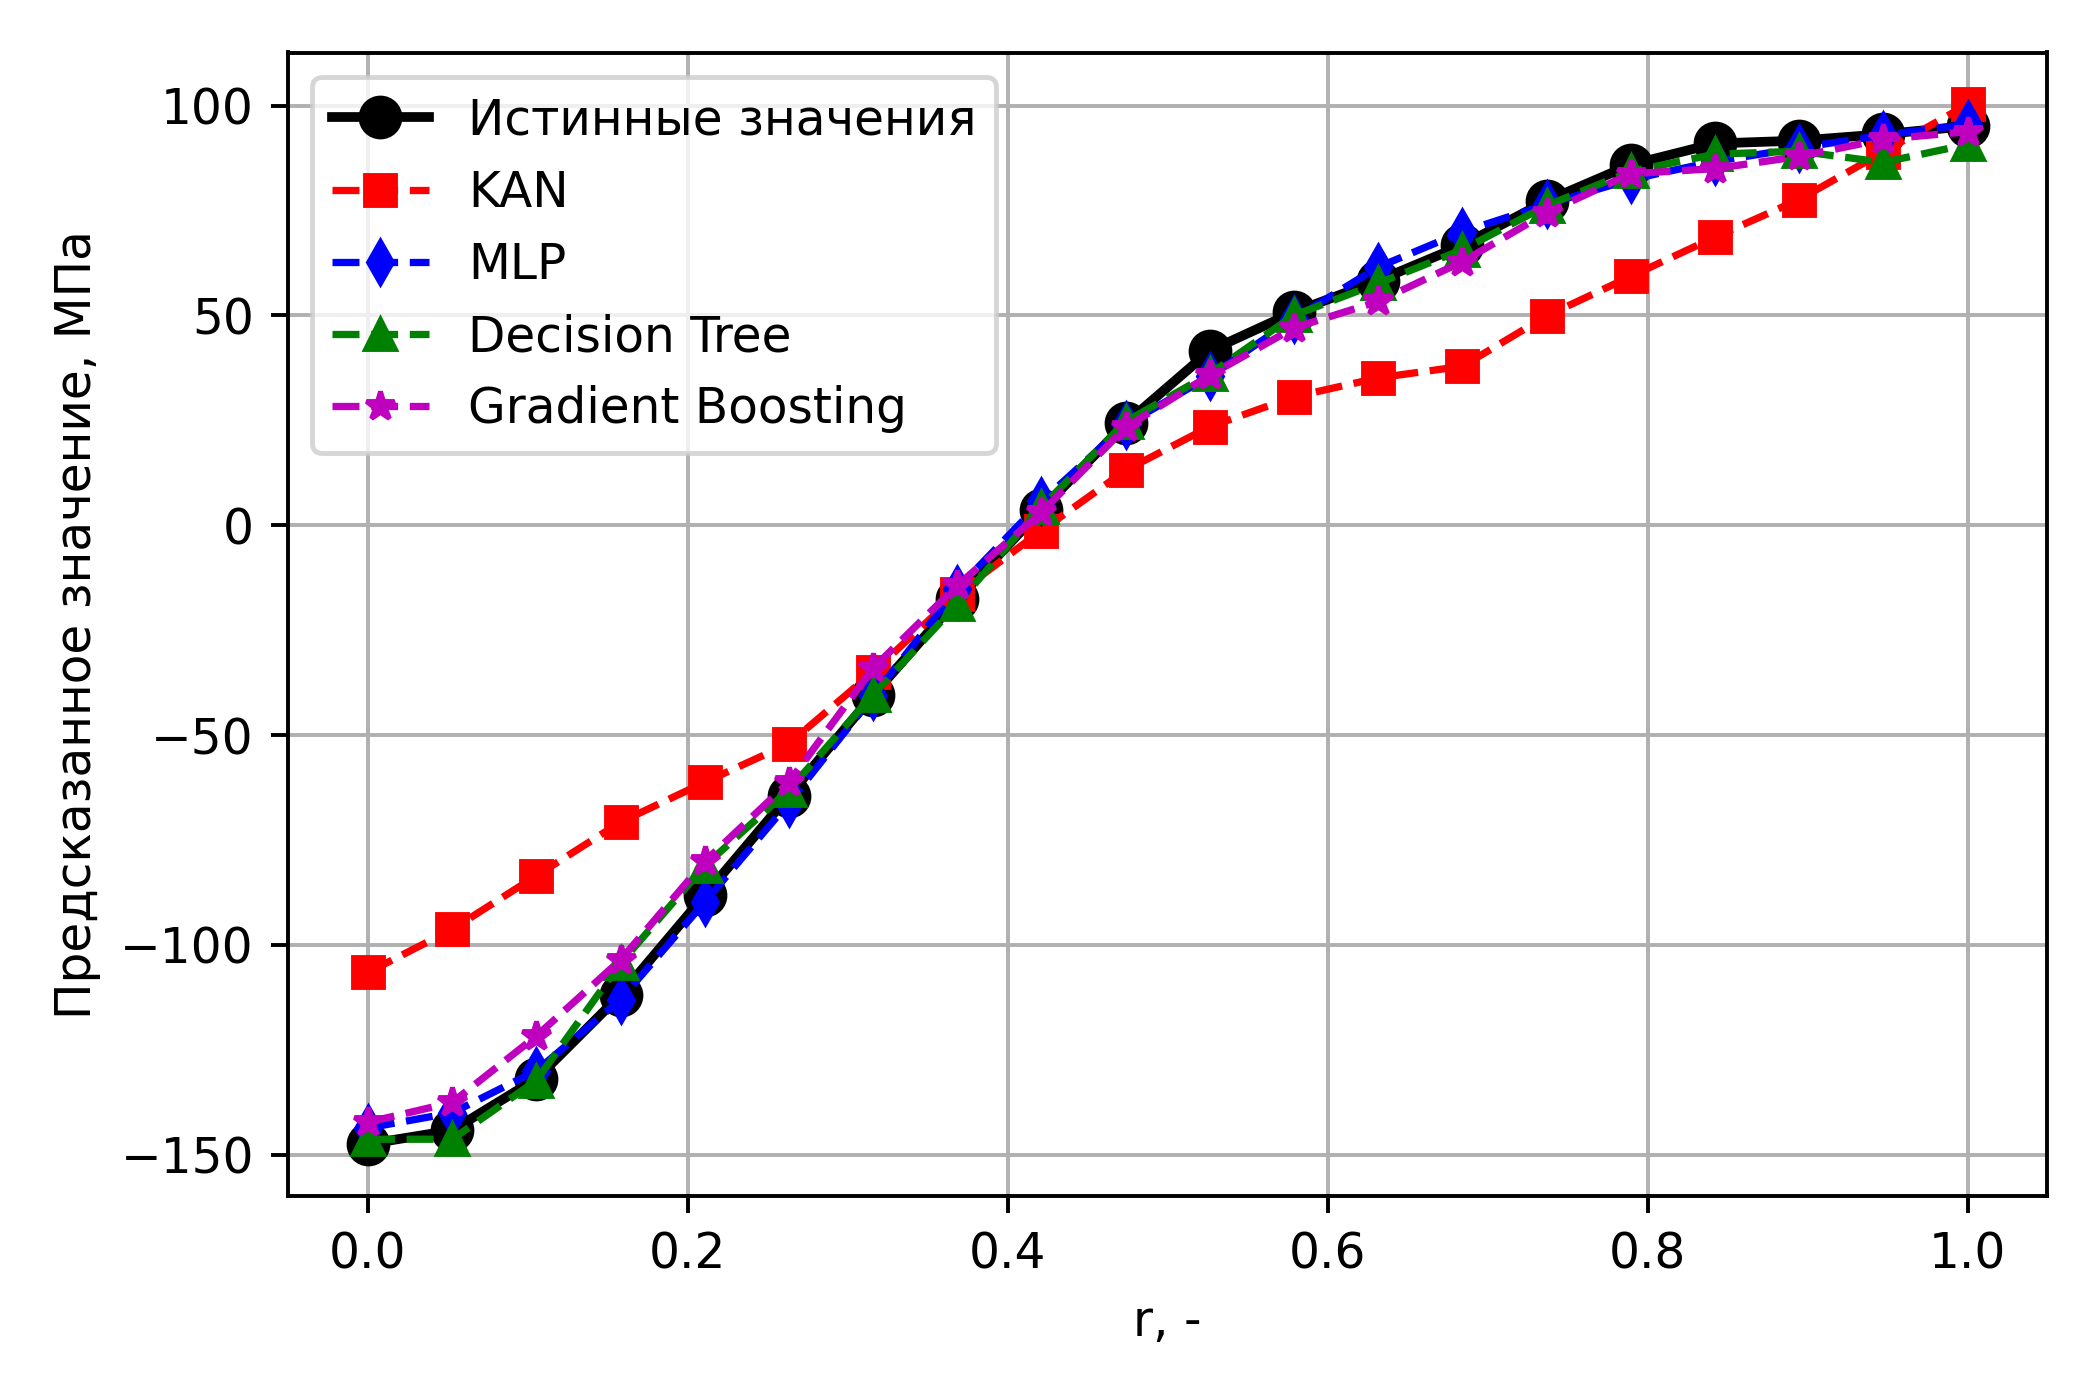 Предсказанное значение, МПа
100
50
0
−50
−100
−150
Истинные значения
KAN
MLP
Decision Tree
Gradient Boosting
0.0 0.2 0.4 0.6 0.8 1.0
r, -